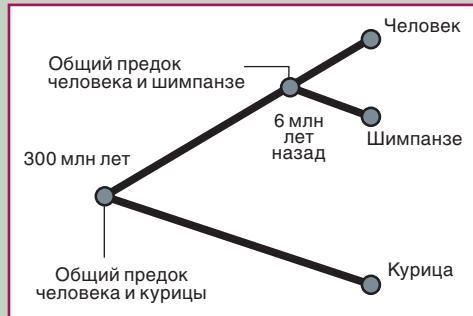 Человек
Общий предок
человека и шимпанзе
6 млн
лет
назад
Шимпанзе
300 млн лет
Общий предок
человека и курицы
Курица